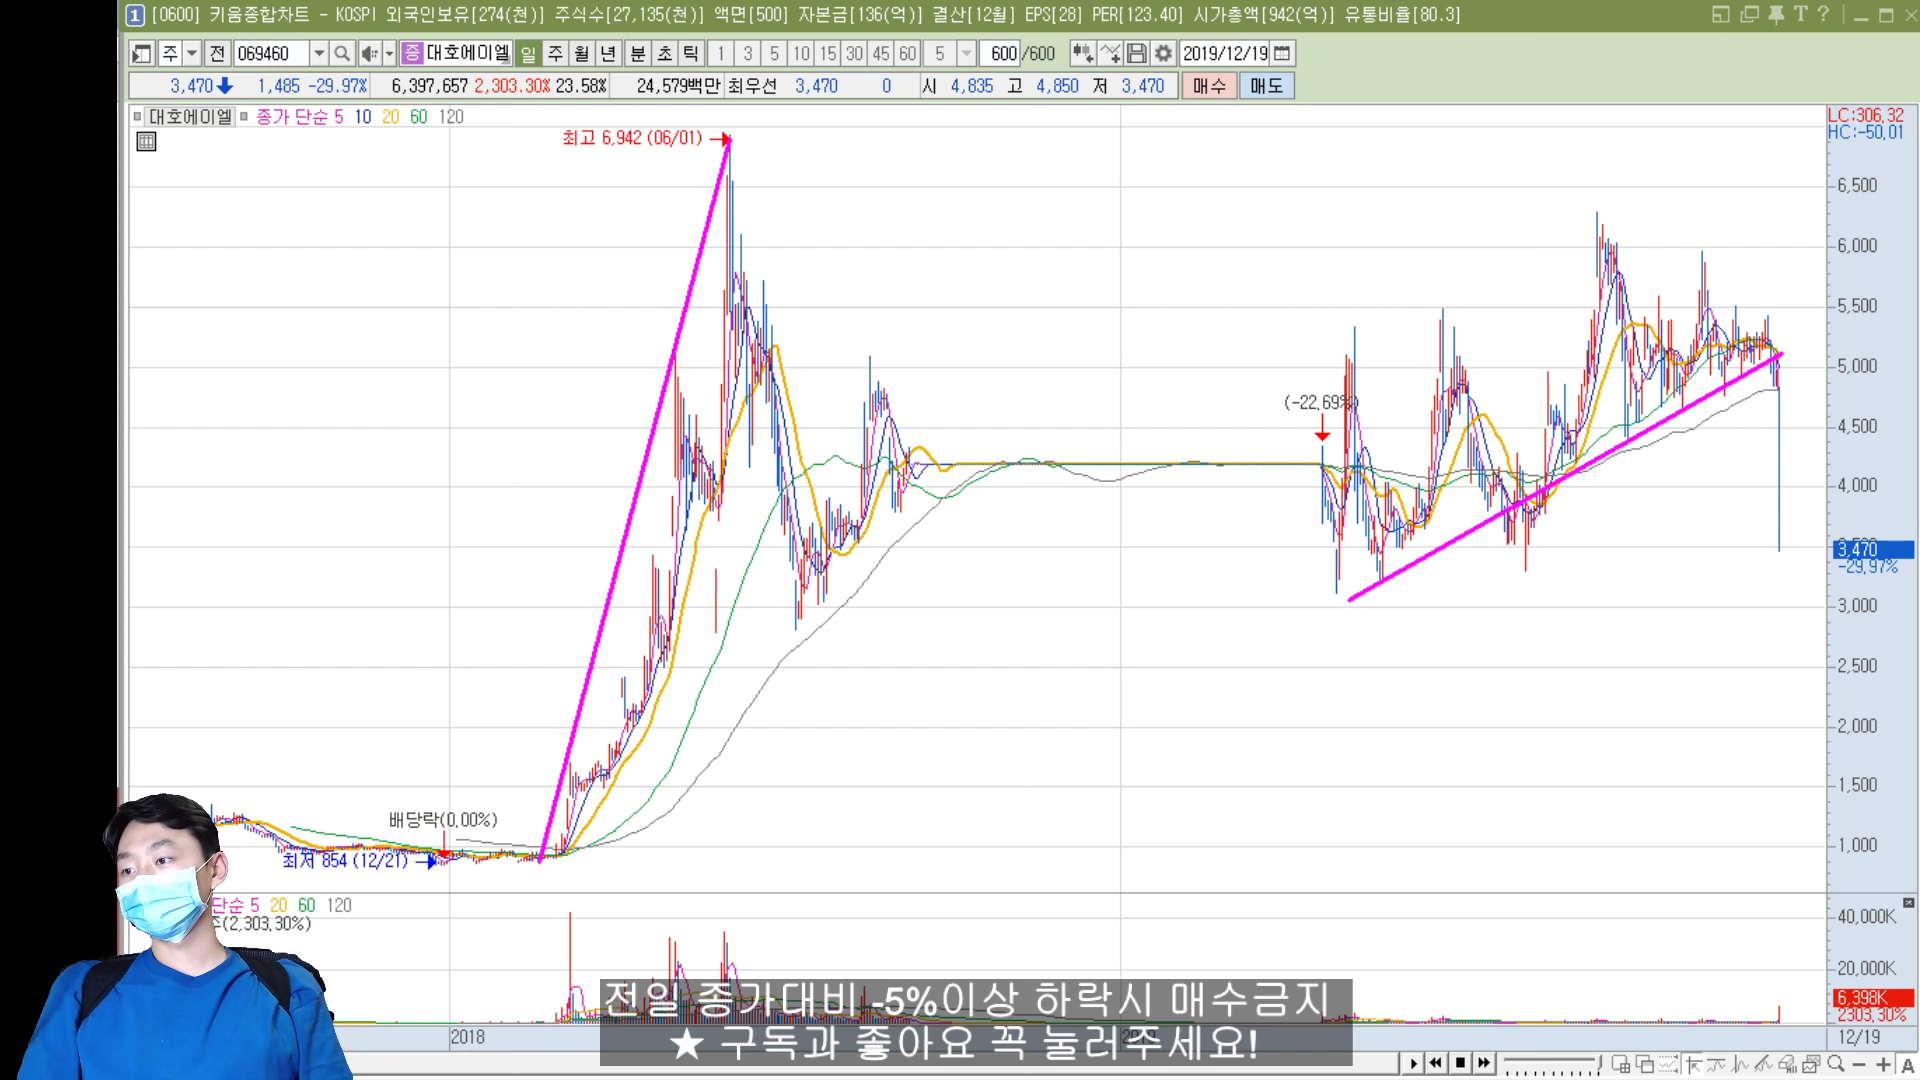 1 [0600] 키움종합차트 - KOSPI 외국인보유[274(천)] 주식수[27,135(천)] 액면[500] 자본금[136(억)] 결산[12월] EPS[28] PER[123.40] 시가총액[942(억)] 유통비율[80.3]
주 전 069460 증 대호에이엘 일 주 월 년 분 초 틱 1 3 5 10 15 30 45 60 5 600 /600 2019/12/19
3,470 1,485 -29.97% 6,397,657 2,303.30% 23.58% 24,579백만 최우선 3,470 0 시 4,835 고 4,850 저 3,470 매수 매도
대호에이엘 종가 단순 5 10 20 60 120
LC:306.32
HC:-50.01
최고 6,942 (06/01)
6,500
6,000
5,500
5,000
(-22.69%)
4,500
4,000
3,470
-29.97%
3,000
2,500
2,000
1,500
배당락(0.00%)
1,000
최저 854 (12/21)
단순 5 20 60 120
(2,303.30%)
40,000K
20,000K
6,398K
2303.30%
전일 종가대비 -5%이상 하락시 매수금지
★ 구독과 좋아요 꼭 눌러주세요!
2018
2019
12/19
A